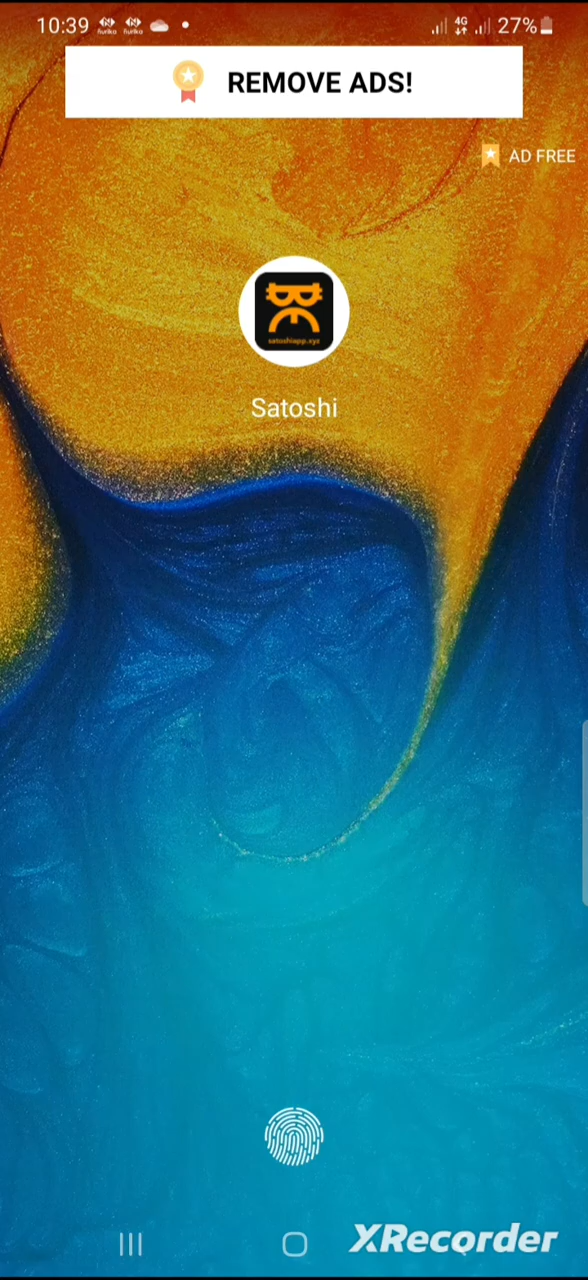 10:39 4G 27%
REMOVE ADS!
AD FREE
satoshiapp.xyz
Satoshi
XRecorder